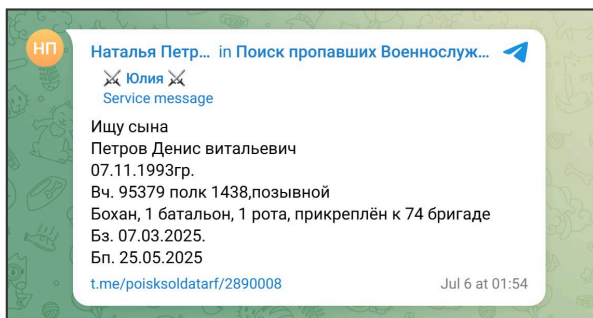 НП
Наталья Петр... in Поиск пропавших Военнослуж...
⚔ Юлия ⚔
Service message
Ищу сына
Петров Денис витальевич
07.11.1993гр.
Вч. 95379 полк 1438,позывной
Бохан, 1 батальон, 1 рота, прикреплён к 74 бригаде
Бз. 07.03.2025.
Бп. 25.05.2025
t.me/poisksoldatarf/2890008 Jul 6 at 01:54